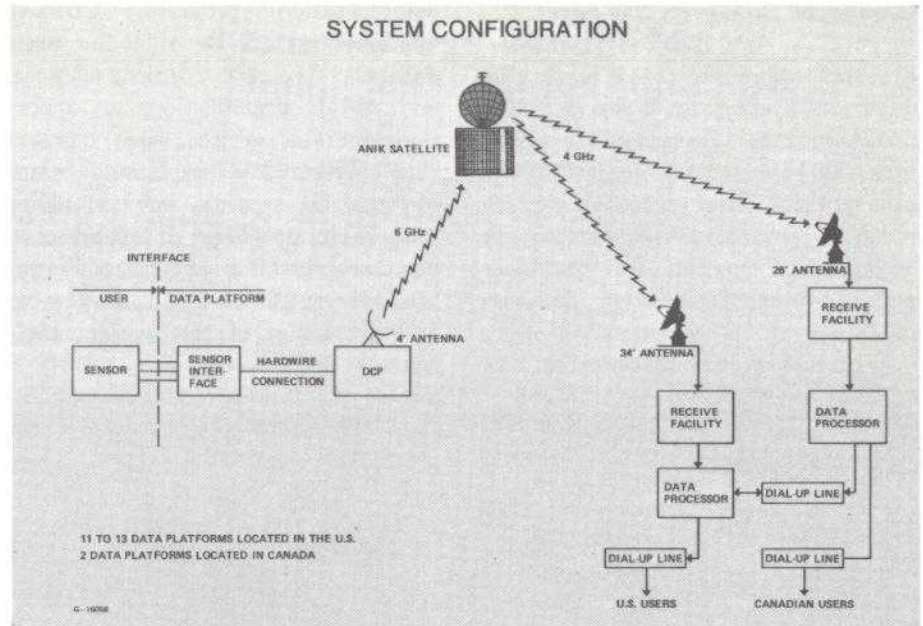 SYSTEM CONFIGURATION
ANIK SATELLITE
4 GHz
6 GHz
INTERFACE
USER
DATA PLATFORM
26' ANTENNA
4' ANTENNA
34' ANTENNA
SENSOR
SENSOR
INTER-
FACE
HARDWIRE
CONNECTION
DCP
RECEIVE
FACILITY
DATA
PROCESSOR
RECEIVE
FACILITY
DATA
PROCESSOR
DIAL-UP LINE
DIAL-UP LINE
DIAL-UP LINE
U.S. USERS
CANADIAN USERS
11 TO 13 DATA PLATFORMS LOCATED IN THE U.S.
2 DATA PLATFORMS LOCATED IN CANADA